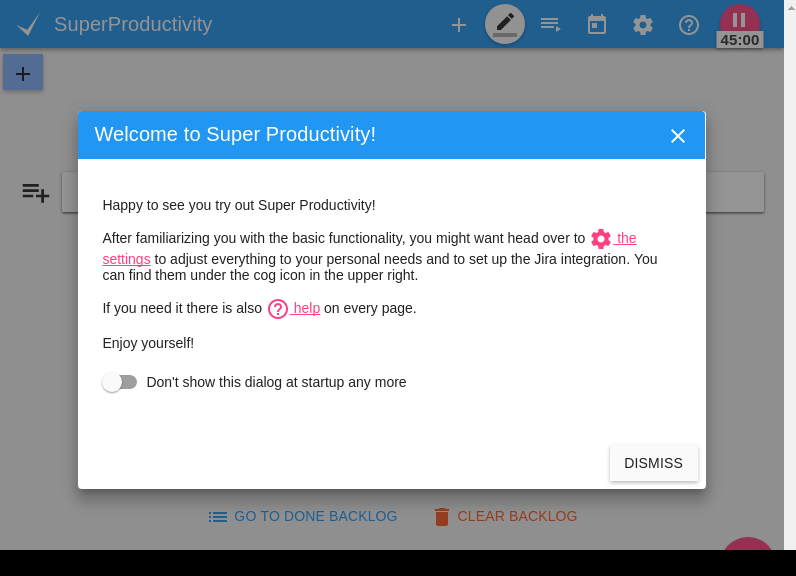 SuperProductivity
45:00
Welcome to Super Productivity!
Happy to see you try out Super Productivity!
After familiarizing you with the basic functionality, you might want head over to the
settings to adjust everything to your personal needs and to set up the Jira integration. You
can find them under the cog icon in the upper right.
If you need it there is also help on every page.
Enjoy yourself!
Don't show this dialog at startup any more
DISMISS
GO TO DONE BACKLOG CLEAR BACKLOG